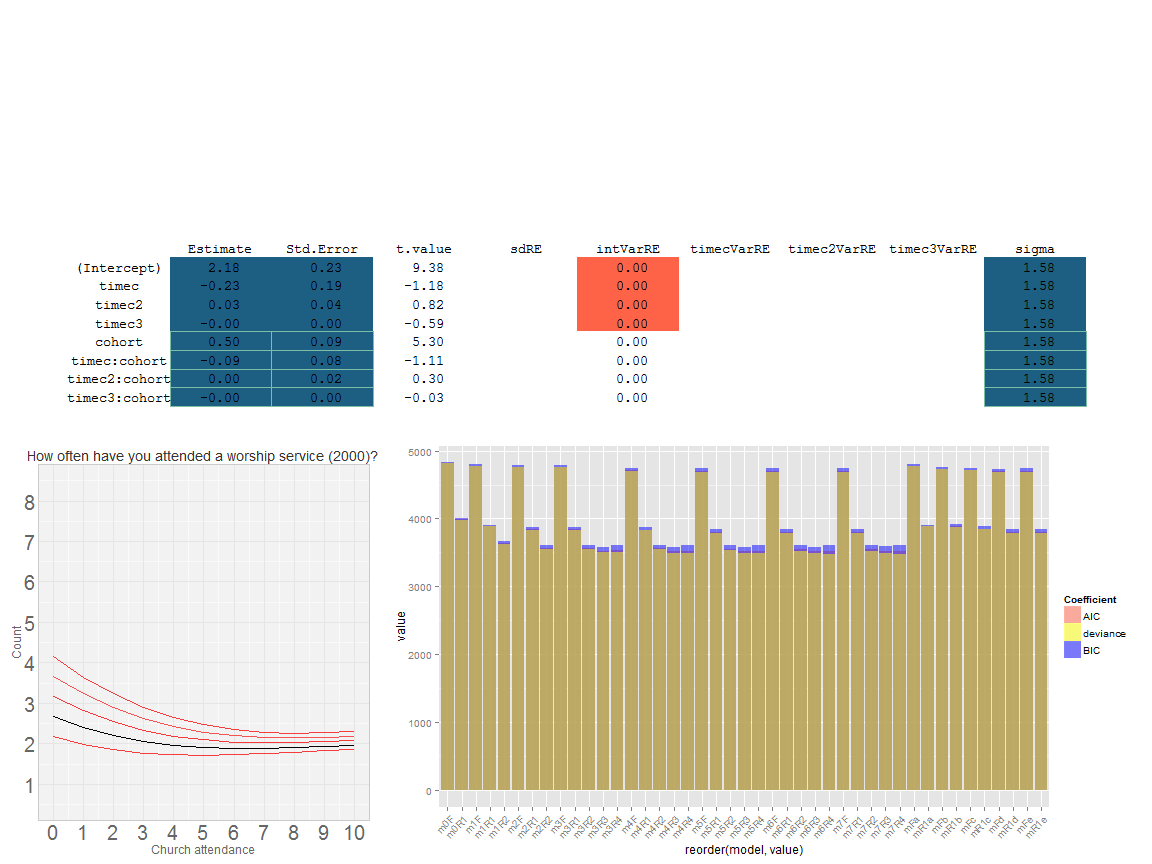 Estimate Std.Error t.value sdRE intVarRE timecVarRE timec2VarRE timec3VarRE sigma
(Intercept) 2.18 0.23 9.38 0.00 1.58
timec −0.23 0.19 −1.18 0.00 1.58
timec2 0.03 0.04 0.82 0.00 1.58
timec3 −0.00 0.00 −0.59 0.00 1.58
cohort 0.50 0.09 5.30 0.00 1.58
timec:cohort −0.09 0.08 −1.11 0.00 1.58
timec2:cohort 0.00 0.02 0.30 0.00 1.58
timec3:cohort −0.00 0.00 −0.03 0.00 1.58
How often have you attended a worship service (2000)?
Count
8
7
6
5
4
3
2
1
0 1 2 3 4 5 6 7 8 9 10
Church attendance
value
5000
4000
3000
2000
1000
0
m0F m0R1 m1F m1R1 m1R2 m2F m2R1 m2R2 m3F m3R1 m3R2 m3R3 m3R4 m4F m4R1 m4R2 m4R3 m4R4 m5F m5R1 m5R2 m5R3 m5R4 m6F m6R1 m6R2 m6R3 m6R4 m7F m7R1 m7R2 m7R3 m7R4 mFa mR1a mFb mR1b mFc mR1c mFd mR1d mFe mR1e
reorder(model, value)
Coefficient
AIC
deviance
BIC